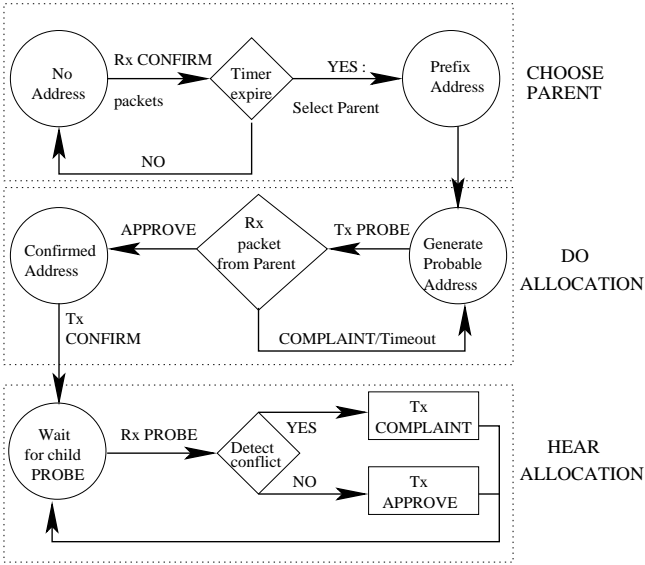 No
Address
Rx CONFIRM
packets
Timer
expire
YES :
Select Parent
Prefix
Address
NO
CHOOSE
PARENT
Confirmed
Address
APPROVE
Rx
packet
from Parent
Tx PROBE
Generate
Probable
Address
COMPLAINT/Timeout
DO
ALLOCATION
Tx
CONFIRM
Wait
for child
PROBE
Rx PROBE
Detect
conflict
YES
NO
Tx
COMPLAINT
Tx
APPROVE
HEAR
ALLOCATION